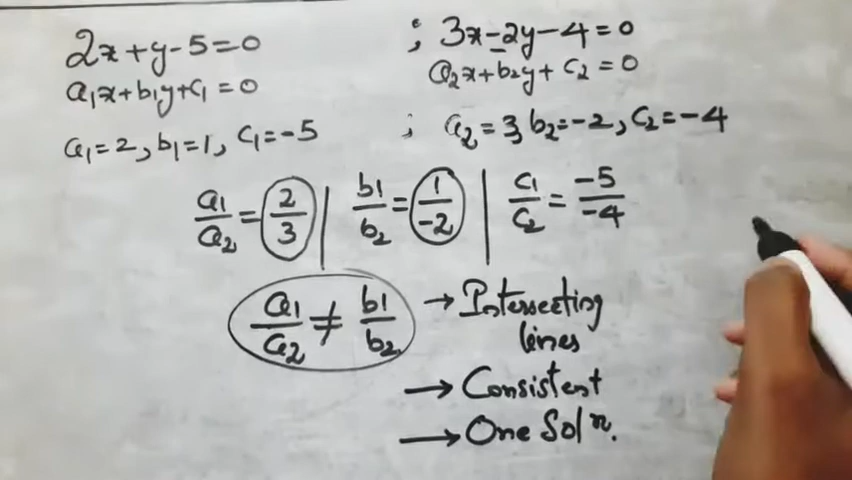 2x+y-5=0 ; 3x-2y-4=0
a₁x+b₁y+c₁=0 a₂x+b₂y+c₂=0
a₁=2, b₁=1, c₁=-5 ; a₂=3, b₂=-2, c₂=-4
a₁/a₂ = 2/3 | b₁/b₂ = 1/-2 | c₁/c₂ = -5/-4
a₁/a₂ ≠ b₁/b₂ → Intersecting
lines
→ Consistent
→ One Solⁿ.